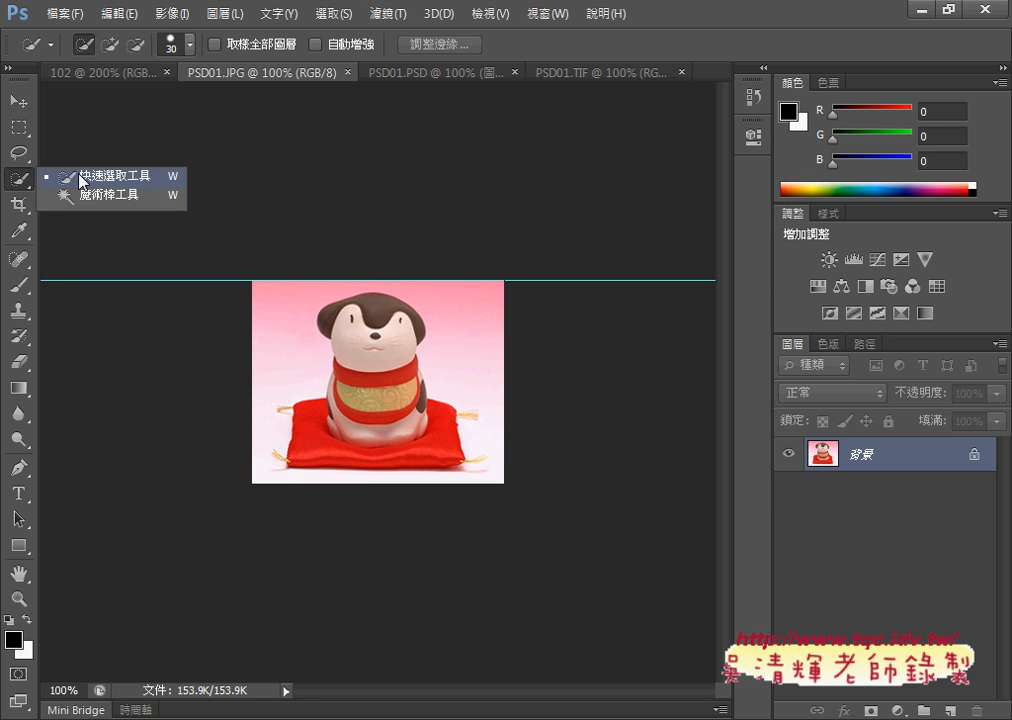 Ps 檔案(F) 編輯(E) 影像(I) 圖層(L) 文字(Y) 選取(S) 濾鏡(T) 3D(D) 檢視(V) 視窗(W) 說明(H)
30 取樣全部圖層 自動增強 調整邊緣...
102 @ 200% (RGB... × PSD01.JPG @ 100% (RGB/8) × PSD01.PSD @ 100% (圖... × PSD01.TIF @ 100% (RG... ×
顏色 色票
R 0
G 0
B 0
快速選取工具 W
魔術棒工具 W
調整 樣式
增加調整
圖層 色版 路徑
種類
正常 不透明度: 100%
鎖定: 填滿: 100%
背景
http://www.tqc.idv.tw/
吳清輝老師錄製
100% 文件: 153.9K/153.9K
Mini Bridge 時間軸